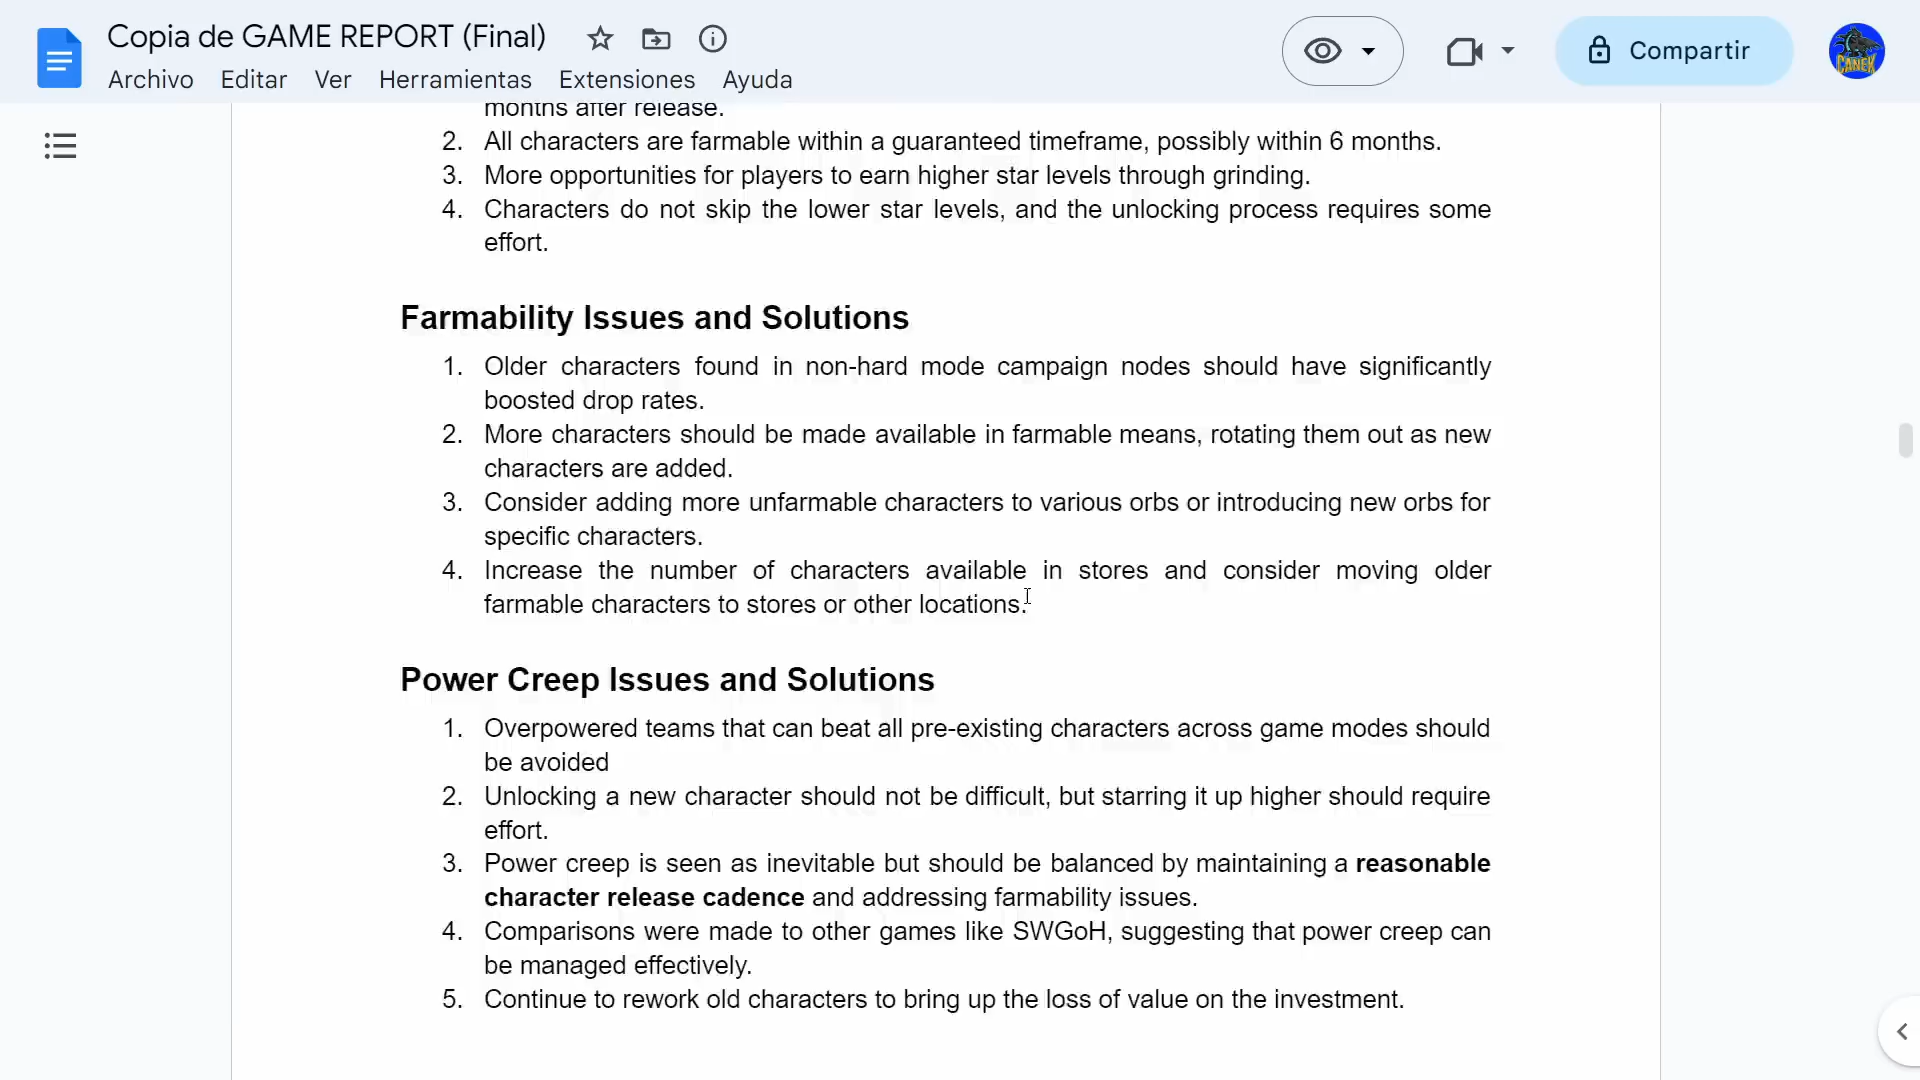 Copia de GAME REPORT (Final)
Archivo Editar Ver Herramientas Extensiones Ayuda
Compartir
CANEK
months after release.
2. All characters are farmable within a guaranteed timeframe, possibly within 6 months.
3. More opportunities for players to earn higher star levels through grinding.
4. Characters do not skip the lower star levels, and the unlocking process requires some
effort.
Farmability Issues and Solutions
1. Older characters found in non-hard mode campaign nodes should have significantly
boosted drop rates.
2. More characters should be made available in farmable means, rotating them out as new
characters are added.
3. Consider adding more unfarmable characters to various orbs or introducing new orbs for
specific characters.
4. Increase the number of characters available in stores and consider moving older
farmable characters to stores or other locations.
Power Creep Issues and Solutions
1. Overpowered teams that can beat all pre-existing characters across game modes should
be avoided
2. Unlocking a new character should not be difficult, but starring it up higher should require
effort.
3. Power creep is seen as inevitable but should be balanced by maintaining a reasonable
character release cadence and addressing farmability issues.
4. Comparisons were made to other games like SWGoH, suggesting that power creep can
be managed effectively.
5. Continue to rework old characters to bring up the loss of value on the investment.